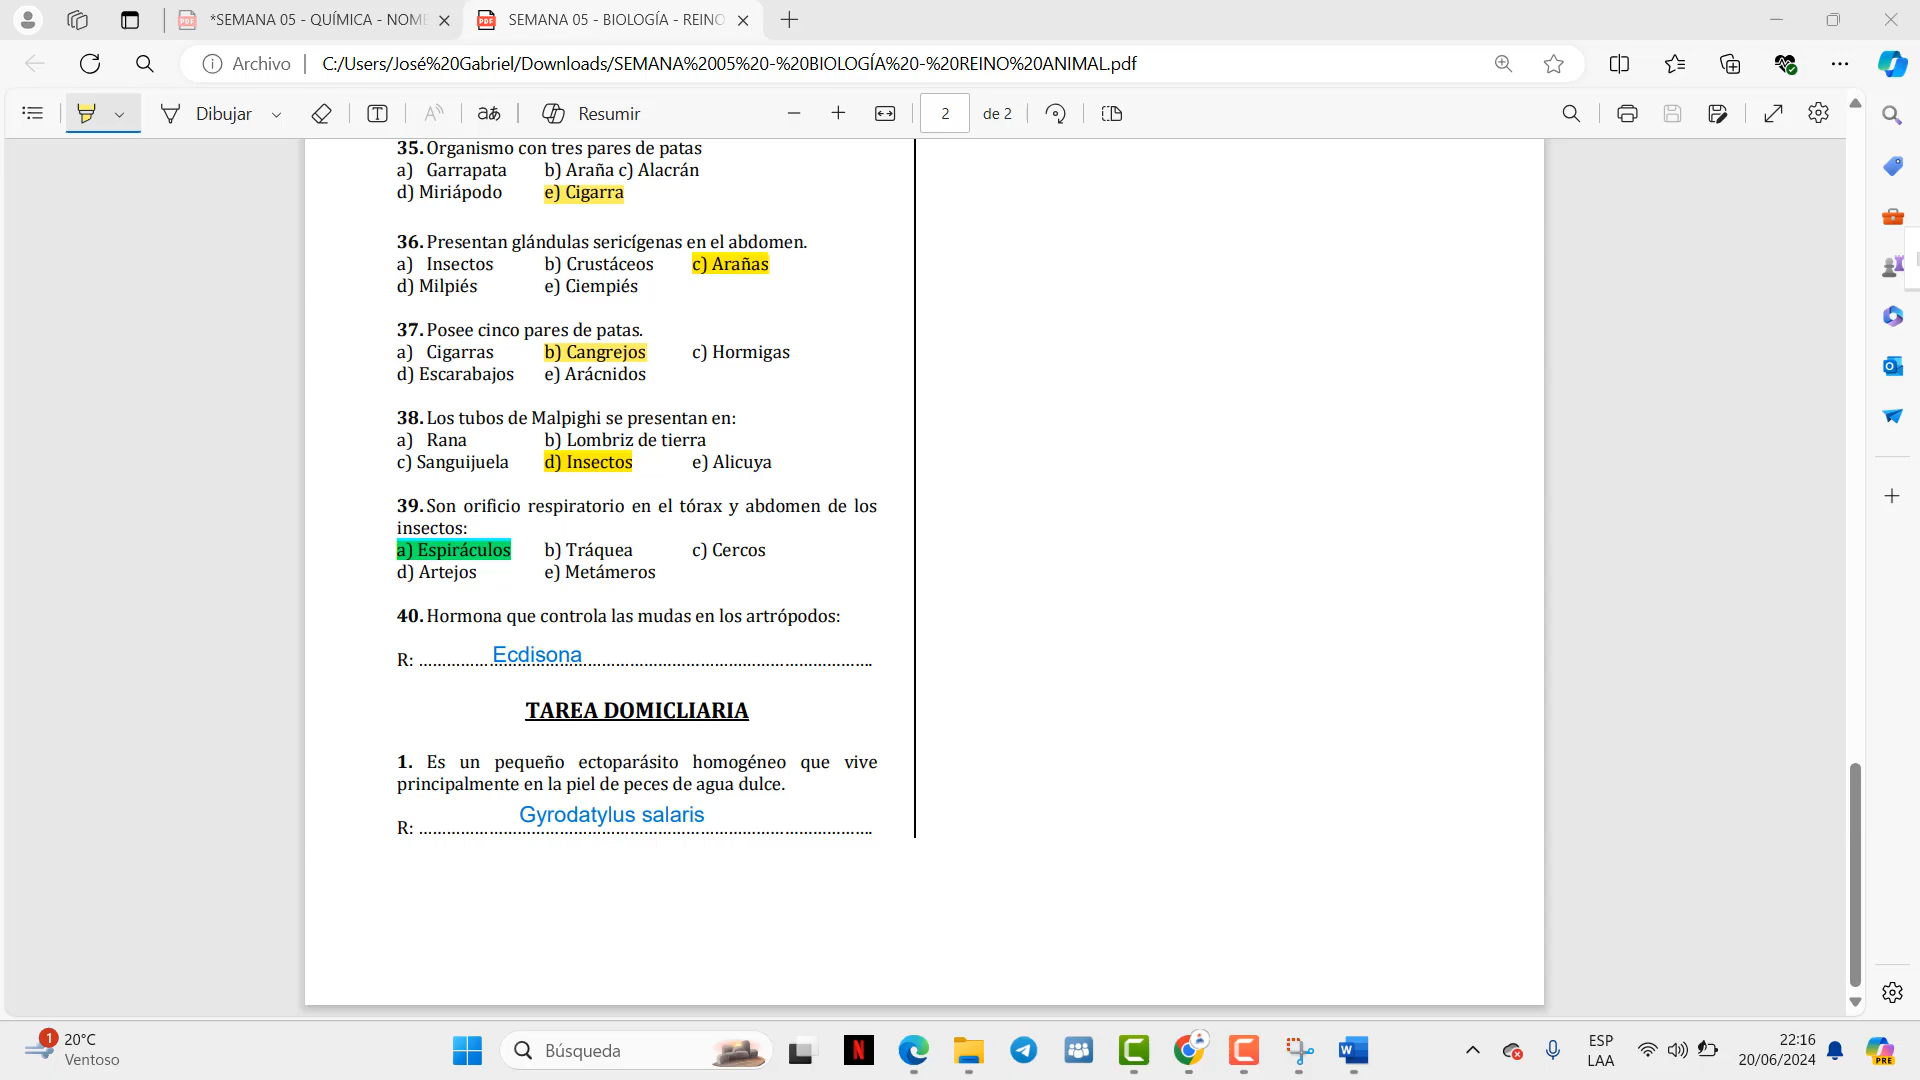 *SEMANA 05 - QUÍMICA - NOME
SEMANA 05 - BIOLOGÍA - REINO
Archivo
C:/Users/José%20Gabriel/Downloads/SEMANA%2005%20-%20BIOLOGÍA%20-%20REINO%20ANIMAL.pdf
Dibujar
Resumir
2
de 2
35. Organismo con tres pares de patas
a) Garrapata b) Araña c) Alacrán
d) Miriápodo e) Cigarra
36. Presentan glándulas sericígenas en el abdomen.
a) Insectos b) Crustáceos c) Arañas
d) Milpiés e) Ciempiés
37. Posee cinco pares de patas.
a) Cigarras b) Cangrejos c) Hormigas
d) Escarabajos e) Arácnidos
38. Los tubos de Malpighi se presentan en:
a) Rana b) Lombriz de tierra
c) Sanguijuela d) Insectos e) Alicuya
39. Son orificio respiratorio en el tórax y abdomen de los
insectos:
a) Espiráculos b) Tráquea c) Cercos
d) Artejos e) Metámeros
40. Hormona que controla las mudas en los artrópodos:
Ecdisona
R: ........................................................................
TAREA DOMICLIARIA
1. Es un pequeño ectoparásito homogéneo que vive
principalmente en la piel de peces de agua dulce.
Gyrodatylus salaris
R: ........................................................................
1
20°C
Ventoso
Búsqueda
ESP
LAA
22:16
20/06/2024
PRE